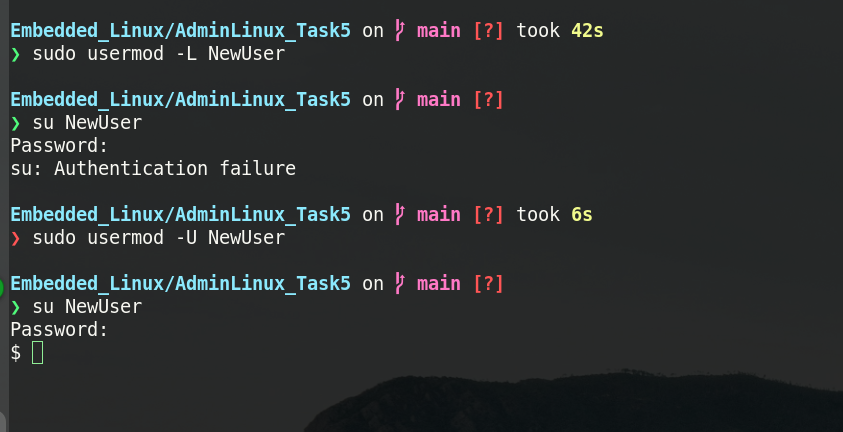 Embedded_Linux/AdminLinux_Task5 on main [?] took 42s
❯ sudo usermod -L NewUser
Embedded_Linux/AdminLinux_Task5 on main [?]
❯ su NewUser
Password:
su: Authentication failure
Embedded_Linux/AdminLinux_Task5 on main [?] took 6s
❯ sudo usermod -U NewUser
Embedded_Linux/AdminLinux_Task5 on main [?]
❯ su NewUser
Password:
$